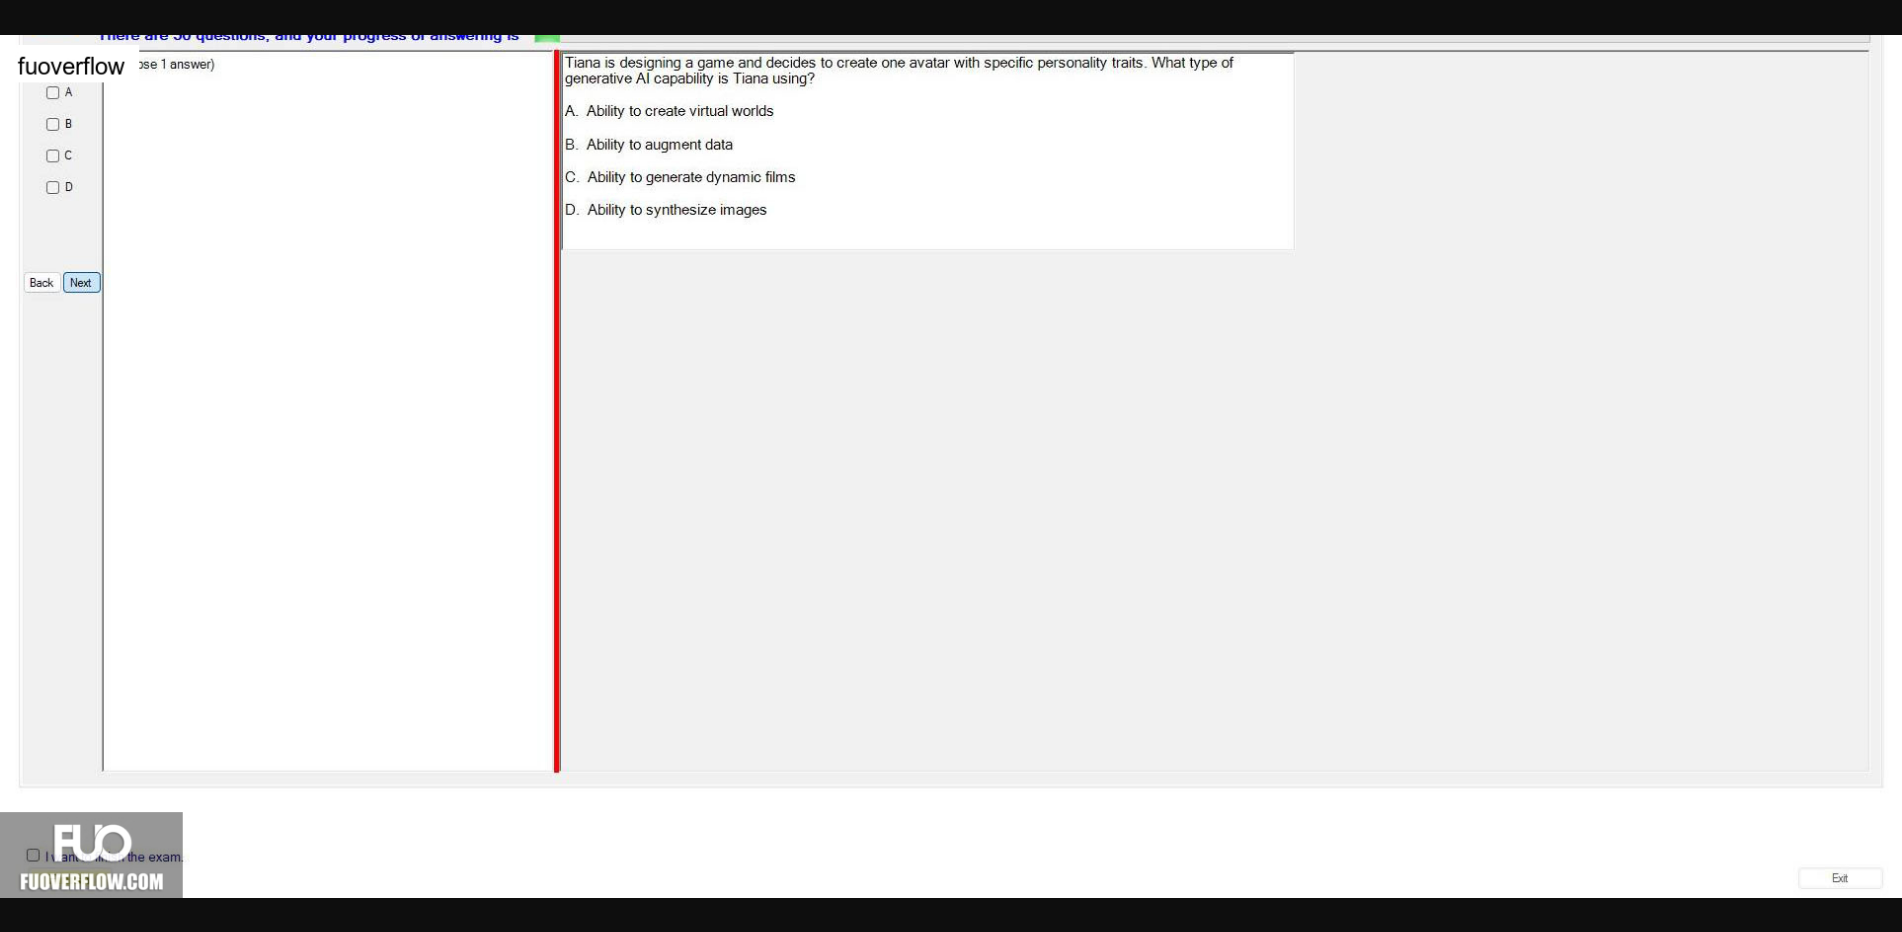 There are 50 questions, and your progress of answering is
fuoverflow
ose 1 answer)
A
B
C
D
Back
Next
Tiana is designing a game and decides to create one avatar with specific personality traits. What type of
generative AI capability is Tiana using?
A. Ability to create virtual worlds
B. Ability to augment data
C. Ability to generate dynamic films
D. Ability to synthesize images
FUO
I want the exam.
FUOVERFLOW.COM
Exit